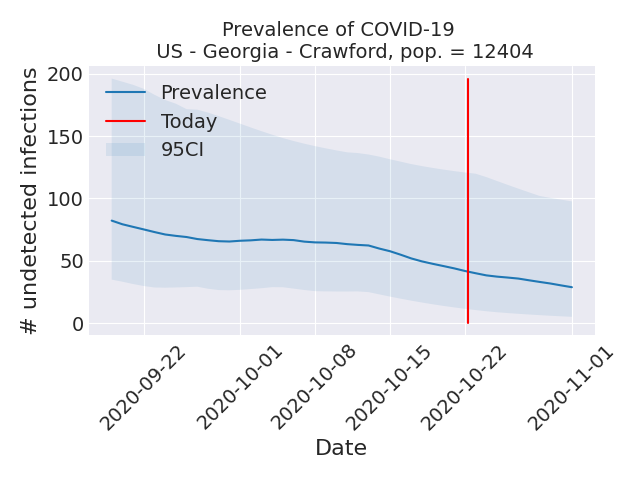 Prevalence of COVID-19
US - Georgia - Crawford, pop. = 12404
# undetected infections
200
150
100
50
0
Prevalence
Today
95CI
2020-09-22
2020-10-01
2020-10-08
2020-10-15
2020-10-22
2020-11-01
Date